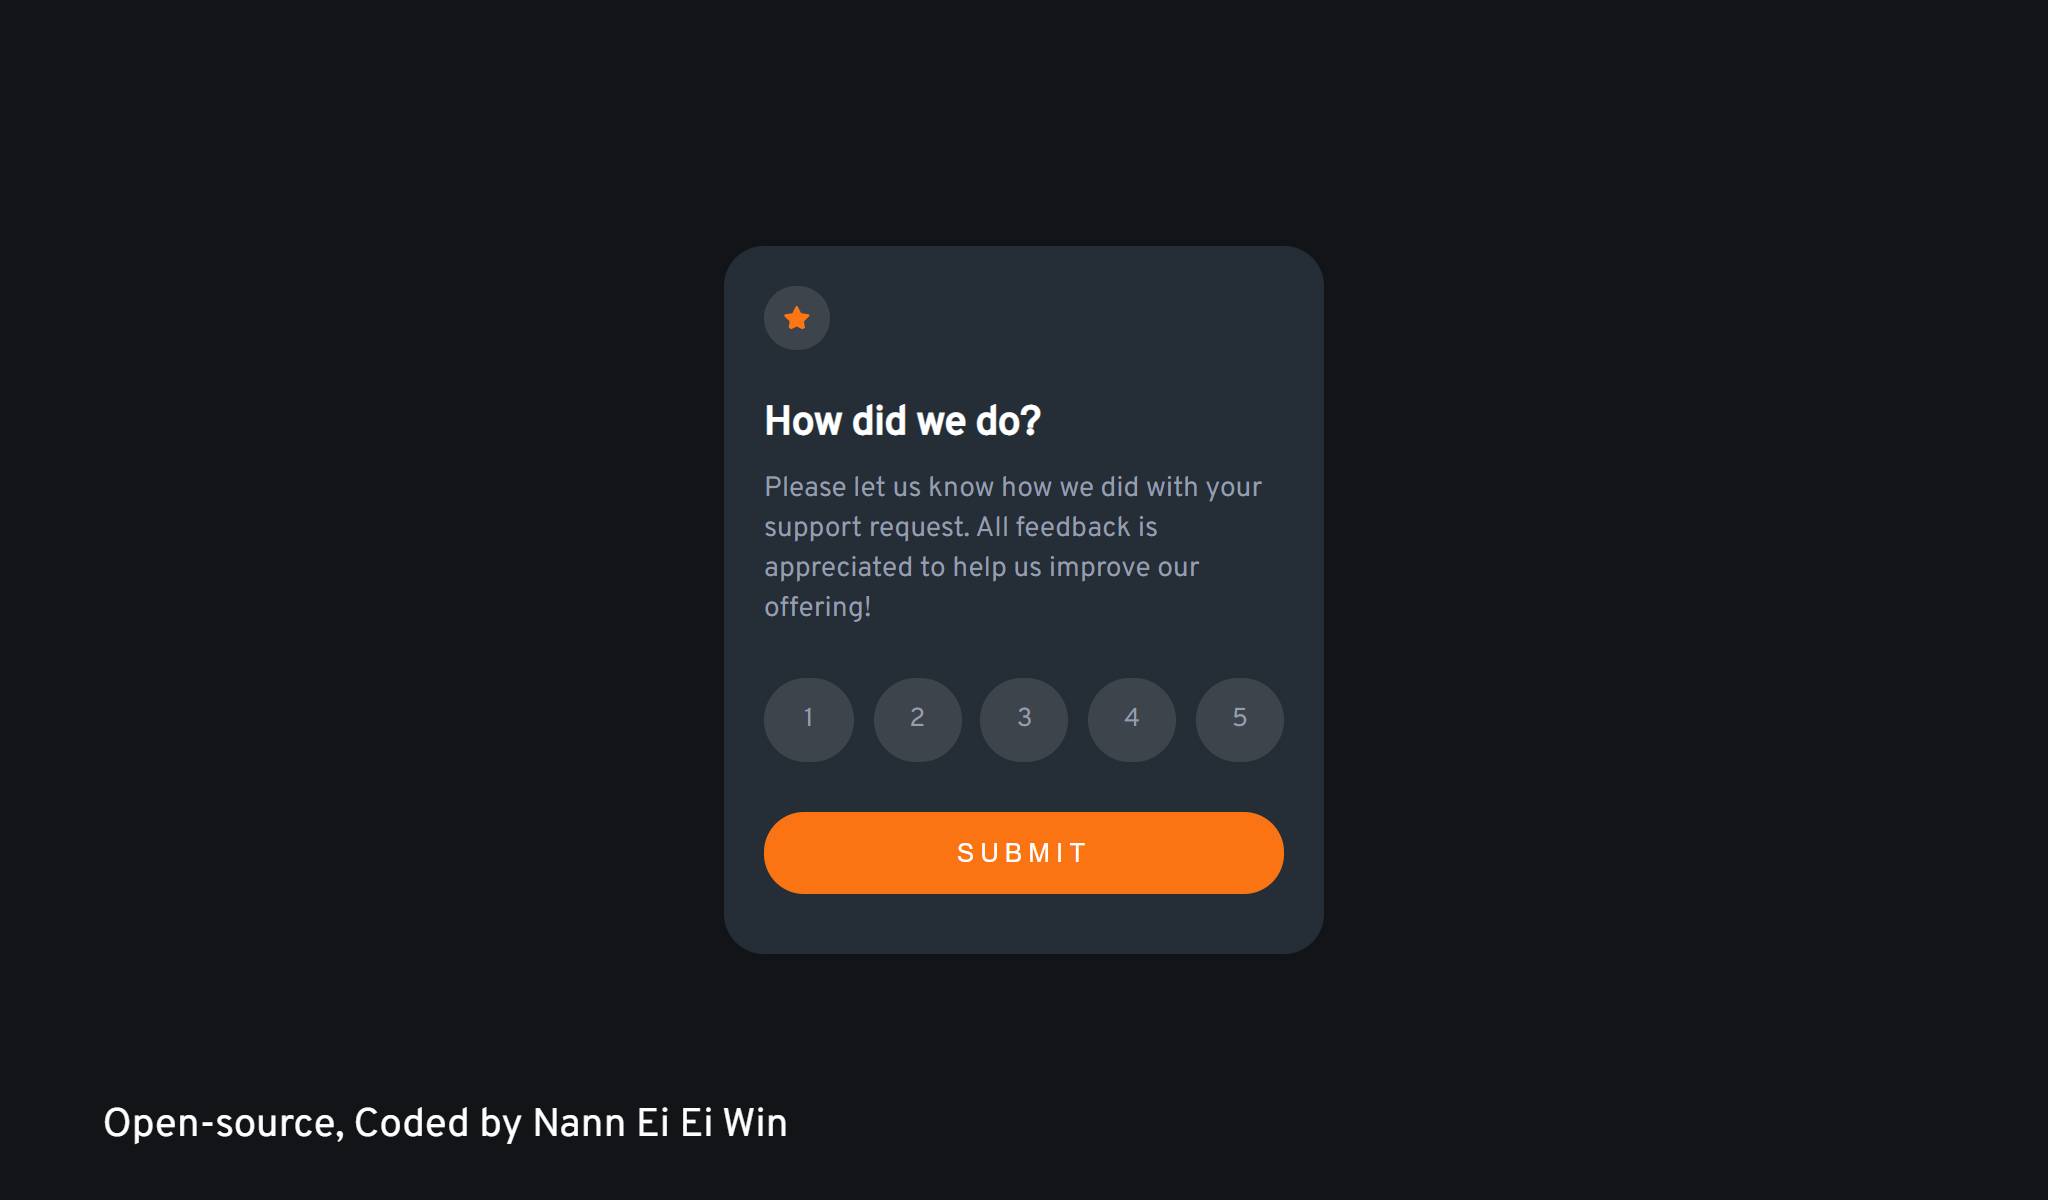 How did we do?
Please let us know how we did with your
support request. All feedback is
appreciated to help us improve our
offering!
1 2 3 4 5
SUBMIT
Open-source, Coded by Nann Ei Ei Win